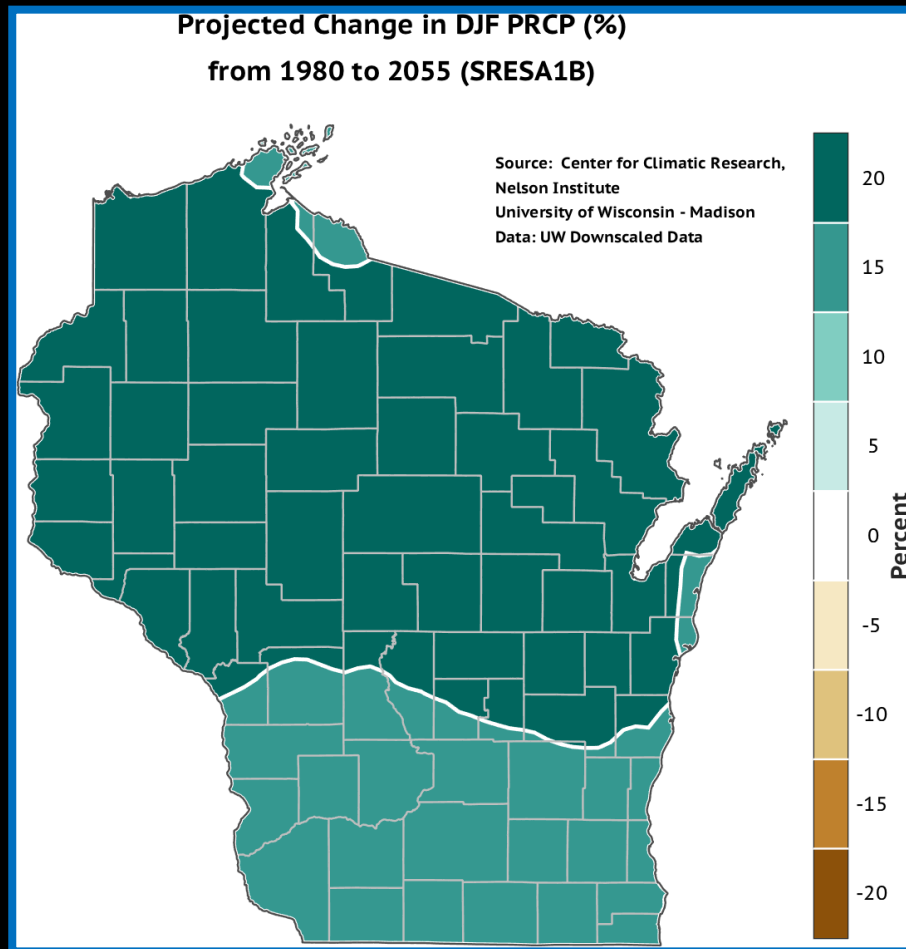 Projected Change in DJF PRCP (%)
from 1980 to 2055 (SRESA1B)
Source: Center for Climatic Research,
Nelson Institute
University of Wisconsin - Madison
Data: UW Downscaled Data
20
15
10
5
0
-5
-10
-15
-20
Percent